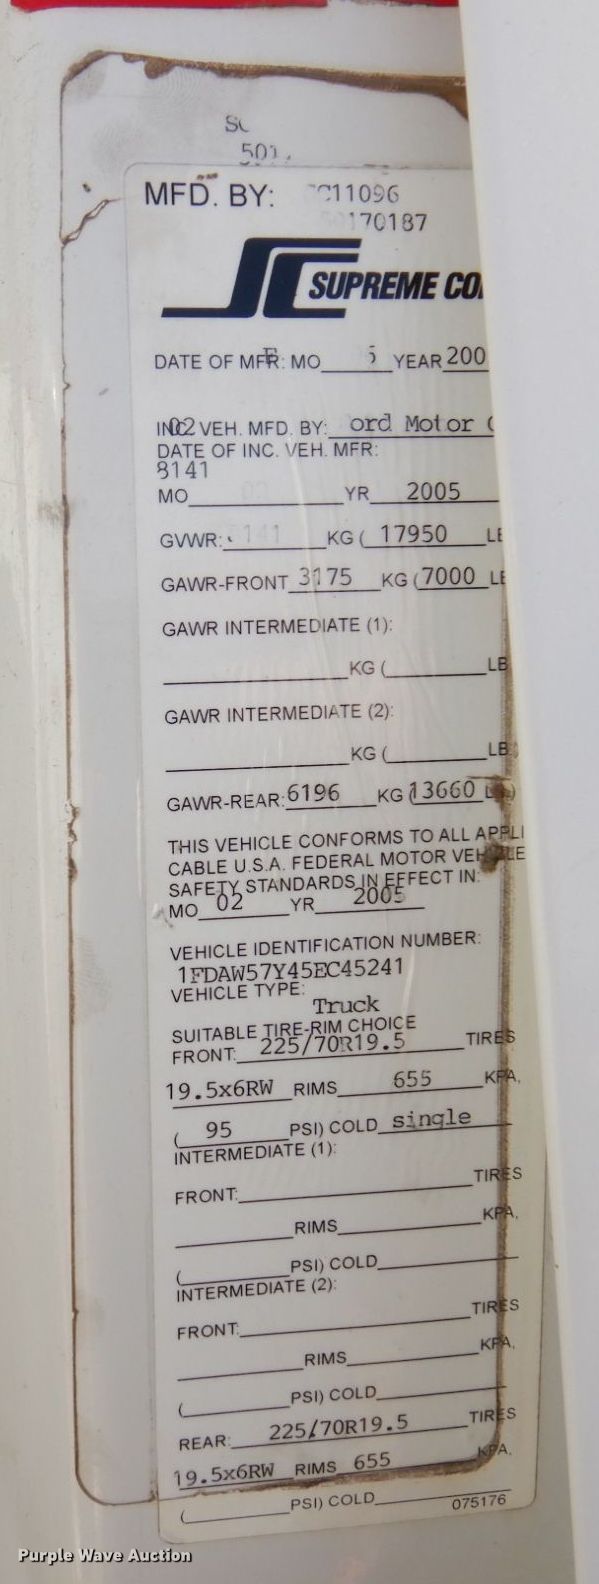 MFD. BY: C11096
170187
SUPREME CO
DATE OF MFR: MO 5 YEAR 200
INC. VEH. MFD. BY: ord Motor
02
DATE OF INC. VEH. MFR:
8141
MO YR 2005
GVWR: 8141 KG ( 17950 LB
GAWR-FRONT 3175 KG (7000 LB
GAWR INTERMEDIATE (1):
KG ( LB
GAWR INTERMEDIATE (2):
KG ( LB
GAWR-REAR: 6196 KG (13660 L )
THIS VEHICLE CONFORMS TO ALL APPLI
CABLE U.S.A. FEDERAL MOTOR VEHICLE
SAFETY STANDARDS IN EFFECT IN:
MO 02 YR 2005
VEHICLE IDENTIFICATION NUMBER:
1FDAW57Y45EC45241
VEHICLE TYPE:
Truck
SUITABLE TIRE-RIM CHOICE
FRONT: 225/70R19.5 TIRES
19.5x6RW RIMS 655 KPA,
( 95 PSI) COLD single
INTERMEDIATE (1):
FRONT: TIRES
RIMS KPA,
( PSI) COLD
INTERMEDIATE (2):
FRONT: TIRES
RIMS KPA,
( PSI) COLD
REAR: 225/70R19.5 TIRES
19.5x6RW RIMS 655 KPA,
( PSI) COLD 075176
Purple Wave Auction